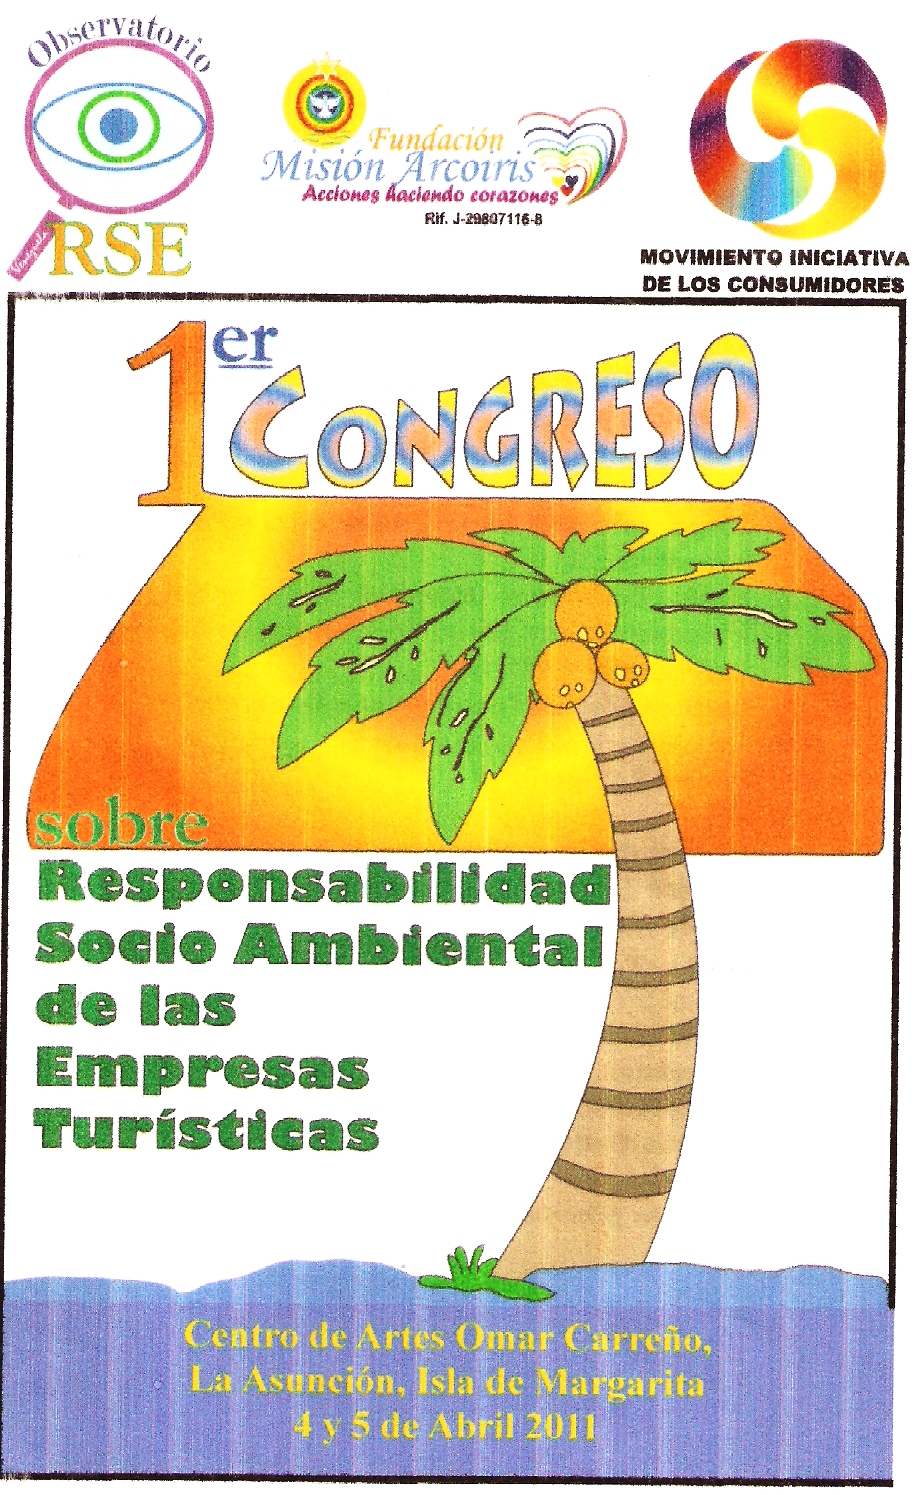 Observatorio
Venezuela
RSE
Fundación
Misión Arcoiris
Acciones haciendo corazones
Rif. J-29807116-8
MOVIMIENTO INICIATIVA
DE LOS CONSUMIDORES
1er CONGRESO
sobre
Responsabilidad
Socio Ambiental
de las
Empresas
Turísticas
Centro de Artes Omar Carreño,
La Asunción, Isla de Margarita
4 y 5 de Abril 2011